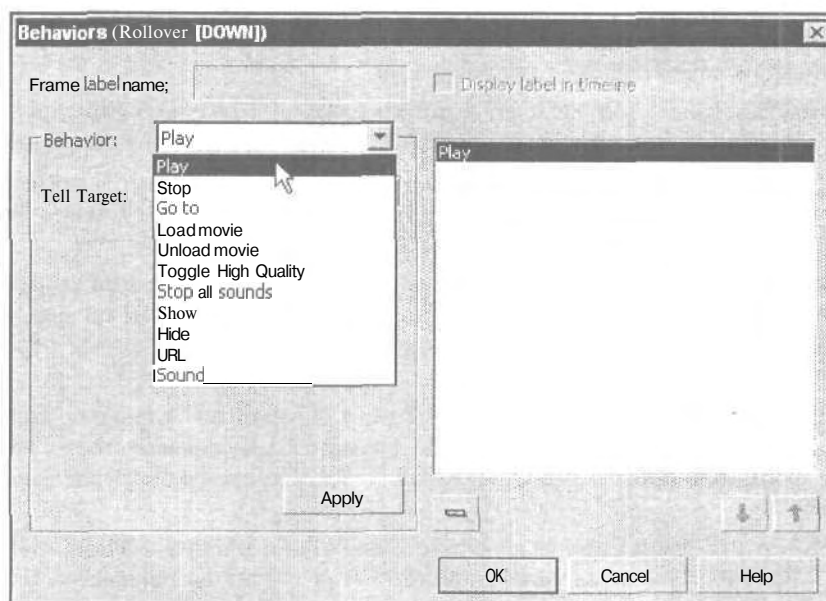 Behaviors (Rollover [DOWN])
Frame label name;
Display label in timeline
Behavior:
Play
Play
Tell Target:
Stop
Go to
Load movie
Unload movie
Toggle High Quality
Stop all sounds
Show
Hide
URL
Sound
Play
Apply
OK
Cancel
Help